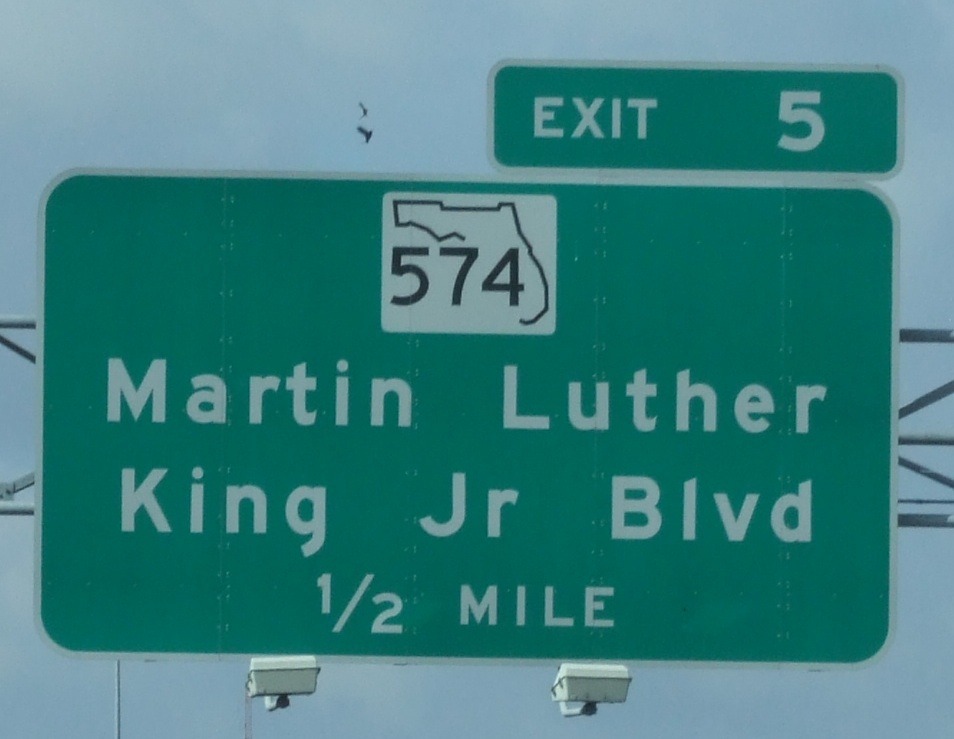 EXIT 5
574
Martin Luther
King Jr Blvd
1/2 MILE